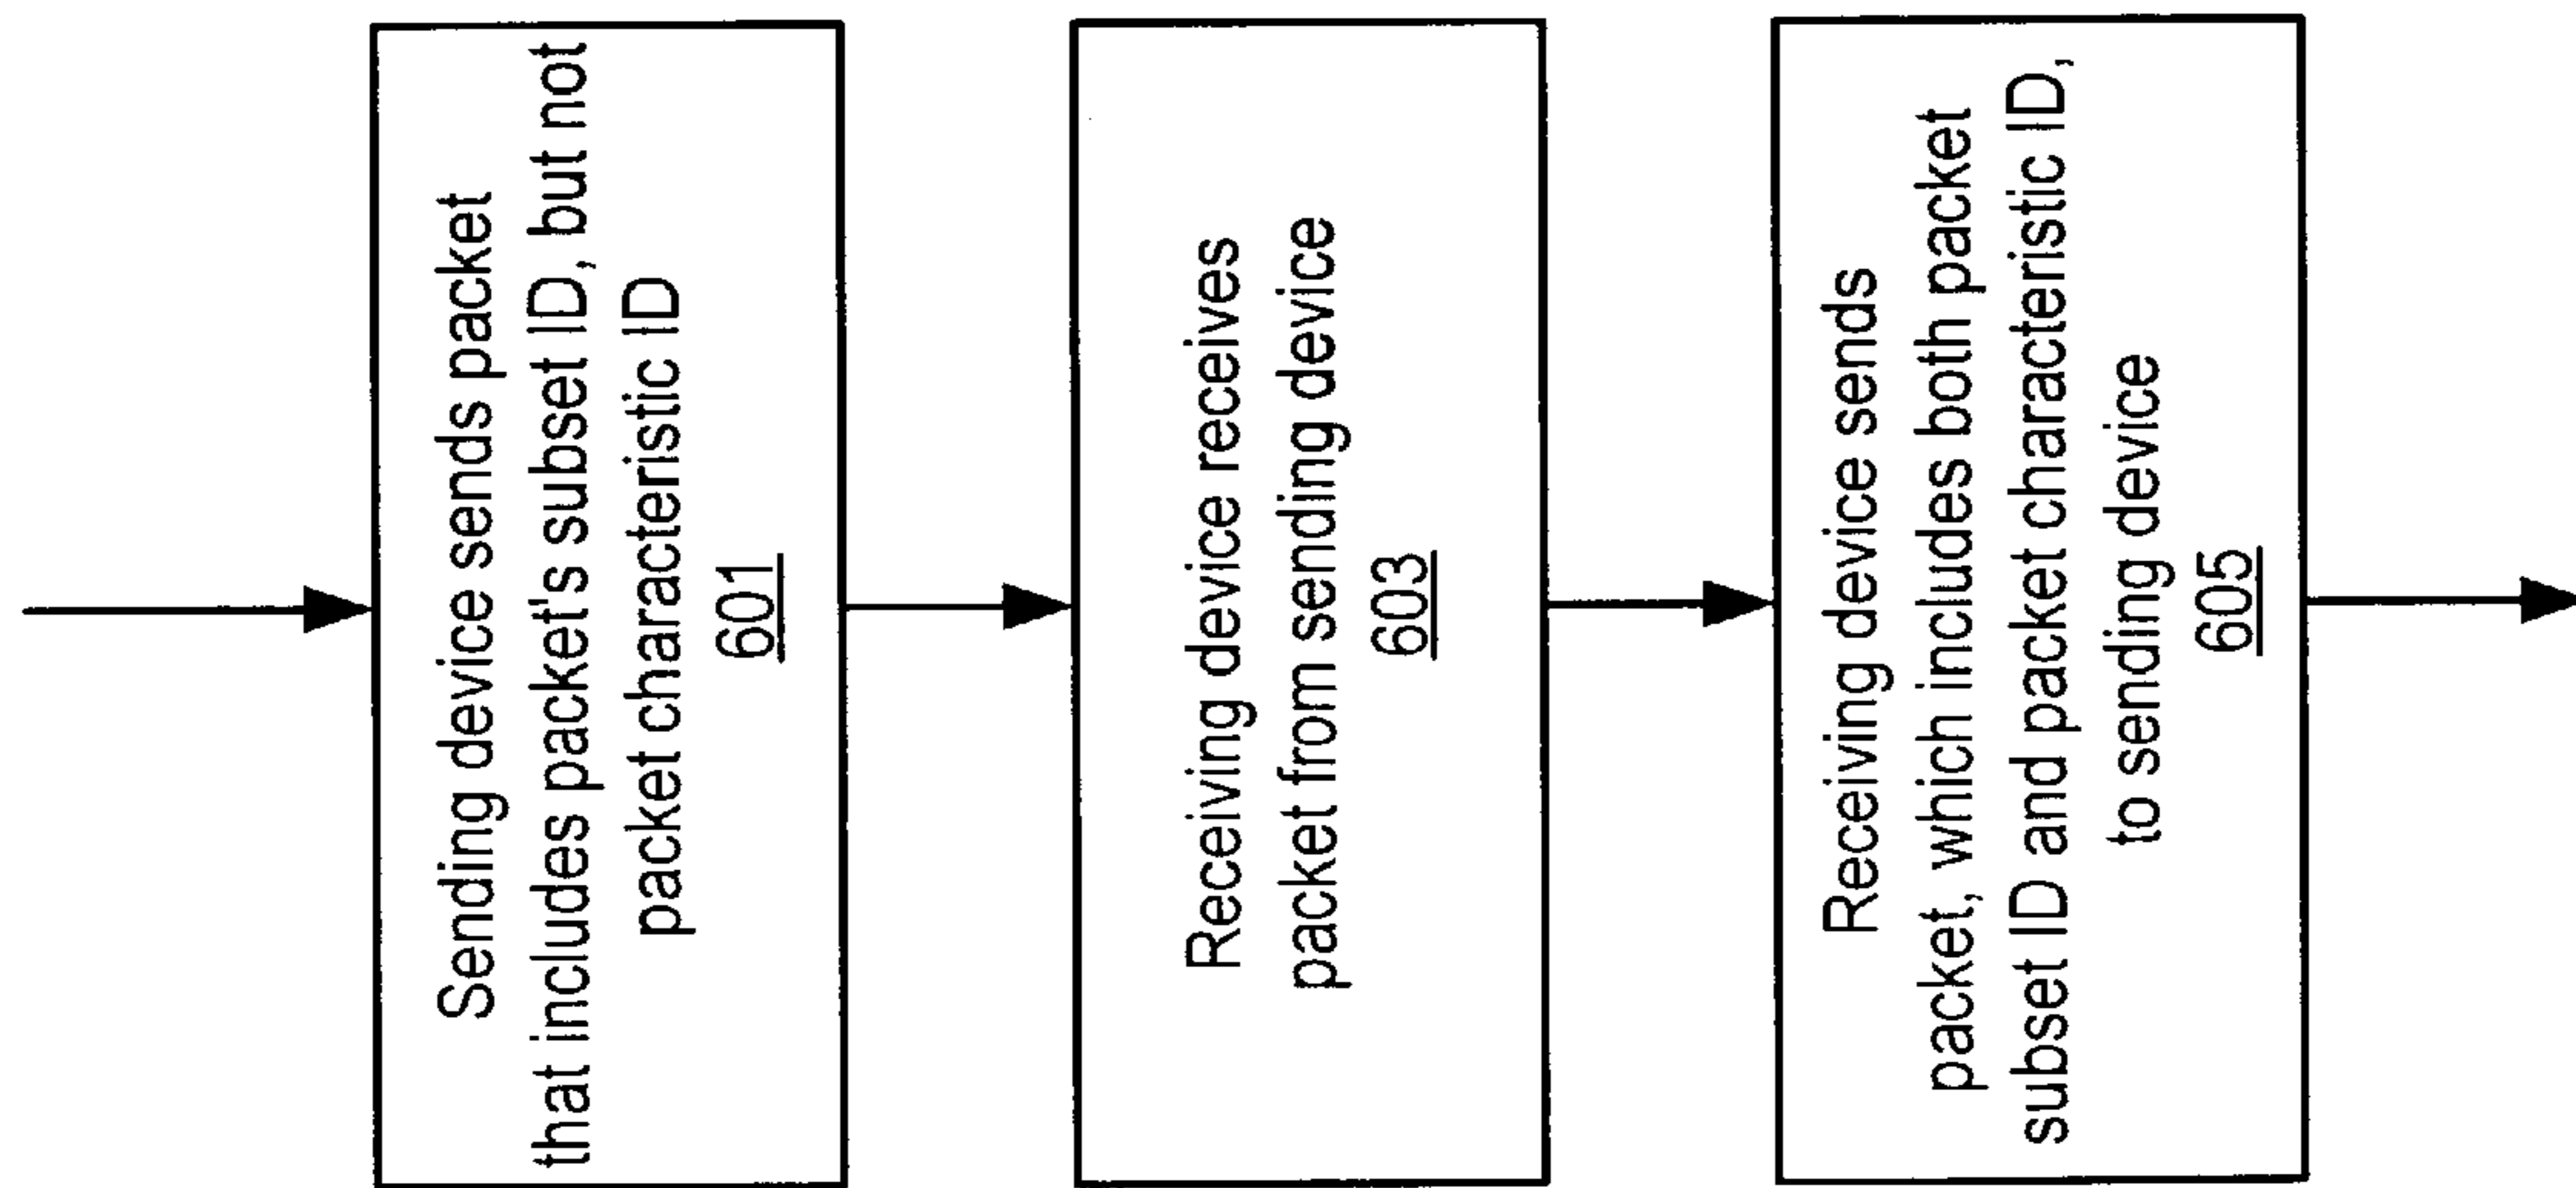 Sending device sends packet
that includes packet's subset ID, but not
packet characteristic ID
601
Receiving device receives
packet from sending device
603
Receiving device sends
packet, which includes both packet
subset ID and packet characteristic ID,
to sending device
605